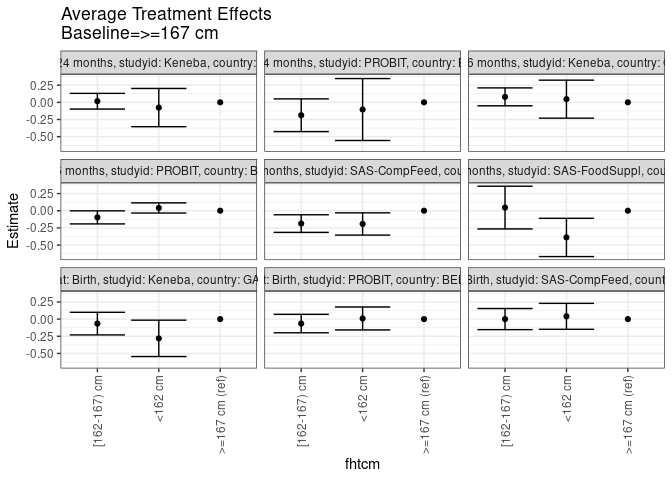 Average Treatment Effects
Baseline=>=167 cm
24 months, studyid: Keneba, country:
4 months, PROBIT, country:
6 months, studyid: Keneba, country:
0.25
0.00
-0.25
-0.50
months, studyid: PROBIT, country: B
months, studyid: SAS-CompFeed, cou
months, studyid: SAS-FoodSuppl, cou
0.25
0.00
-0.25
-0.50
at: Birth, studyid: Keneba, country: GA
t: Birth, studyid: PROBIT, country: BEL
Birth, studyid: SAS-CompFeed, count
0.25
0.00
-0.25
-0.50
Estimate
[162-167) cm
<162 cm
>=167 cm (ref)
[162-167) cm
<162 cm
>=167 cm (ref)
[162-167) cm
<162 cm
>=167 cm (ref)
fhtcm